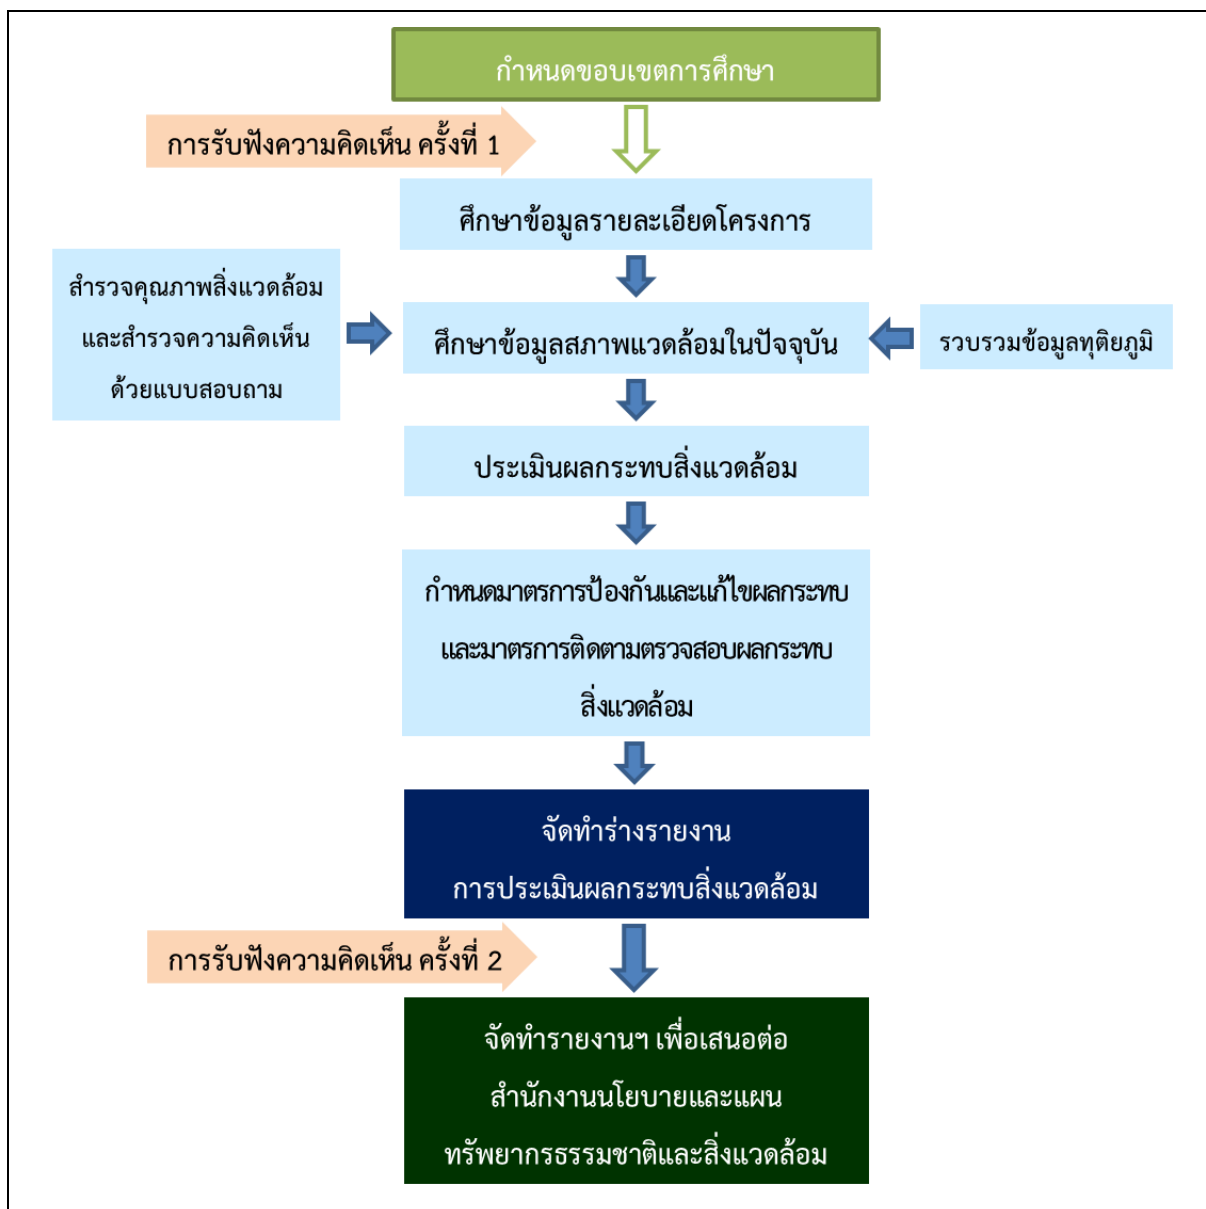 กำหนดขอบเขตการศึกษา
การรับฟังความคิดเห็น ครั้งที่ 1
ศึกษาข้อมูลรายละเอียดโครงการ
สำรวจคุณภาพสิ่งแวดล้อม
และสำรวจความคิดเห็น
ด้วยแบบสอบถาม
ศึกษาข้อมูลสภาพแวดล้อมในปัจจุบัน
รวบรวมข้อมูลทุติยภูมิ
ประเมินผลกระทบสิ่งแวดล้อม
กำหนดมาตรการป้องกันและแก้ไขผลกระทบ
และมาตรการติดตามตรวจสอบผลกระทบ
สิ่งแวดล้อม
จัดทำร่างรายงาน
การประเมินผลกระทบสิ่งแวดล้อม
การรับฟังความคิดเห็น ครั้งที่ 2
จัดทำรายงานฯ เพื่อเสนอต่อ
สำนักงานนโยบายและแผน
ทรัพยากรธรรมชาติและสิ่งแวดล้อม